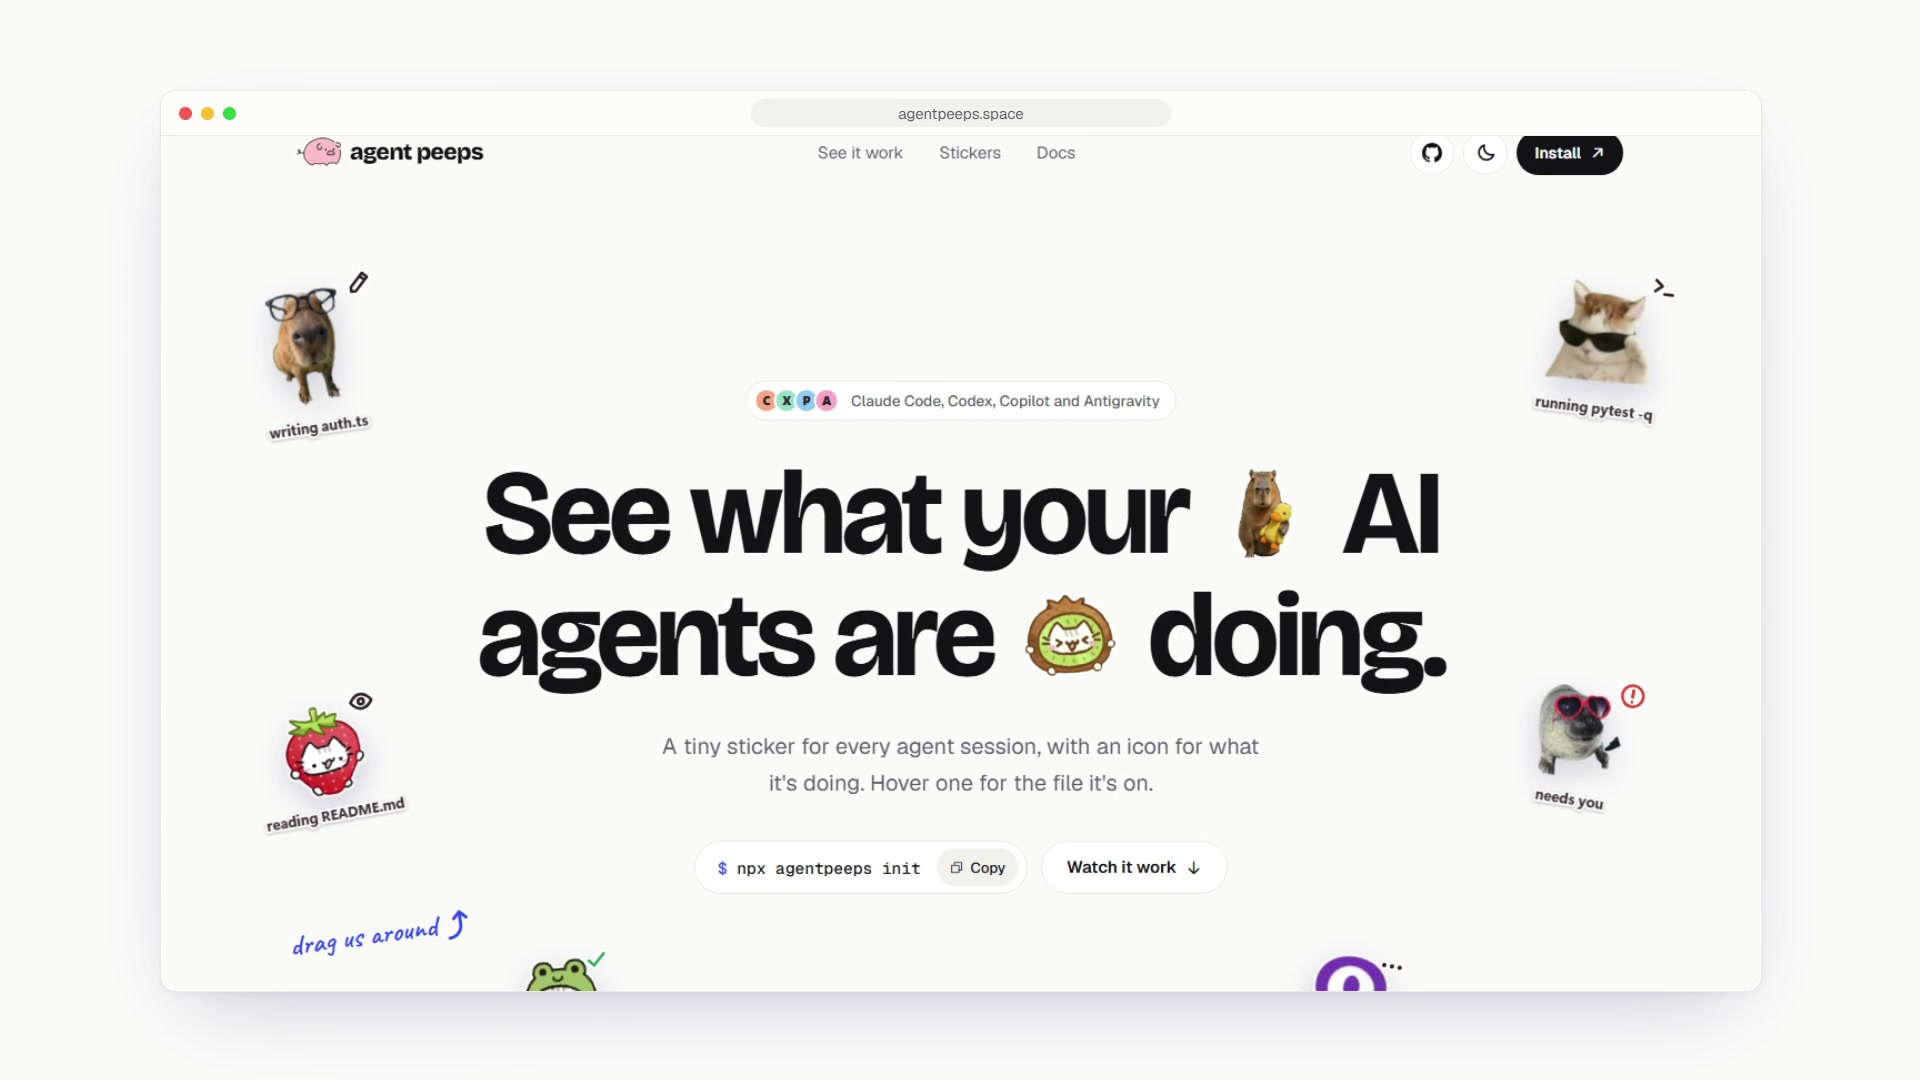 agentpeeps.space
agent peeps
See it work
Stickers
Docs
Install
writing auth.ts
running pytest -q
C X P A Claude Code, Codex, Copilot and Antigravity
See what your AI
agents are doing.
reading README.md
needs you
A tiny sticker for every agent session, with an icon for what
it's doing. Hover one for the file it's on.
$ npx agentpeeps init
Copy
Watch it work
drag us around